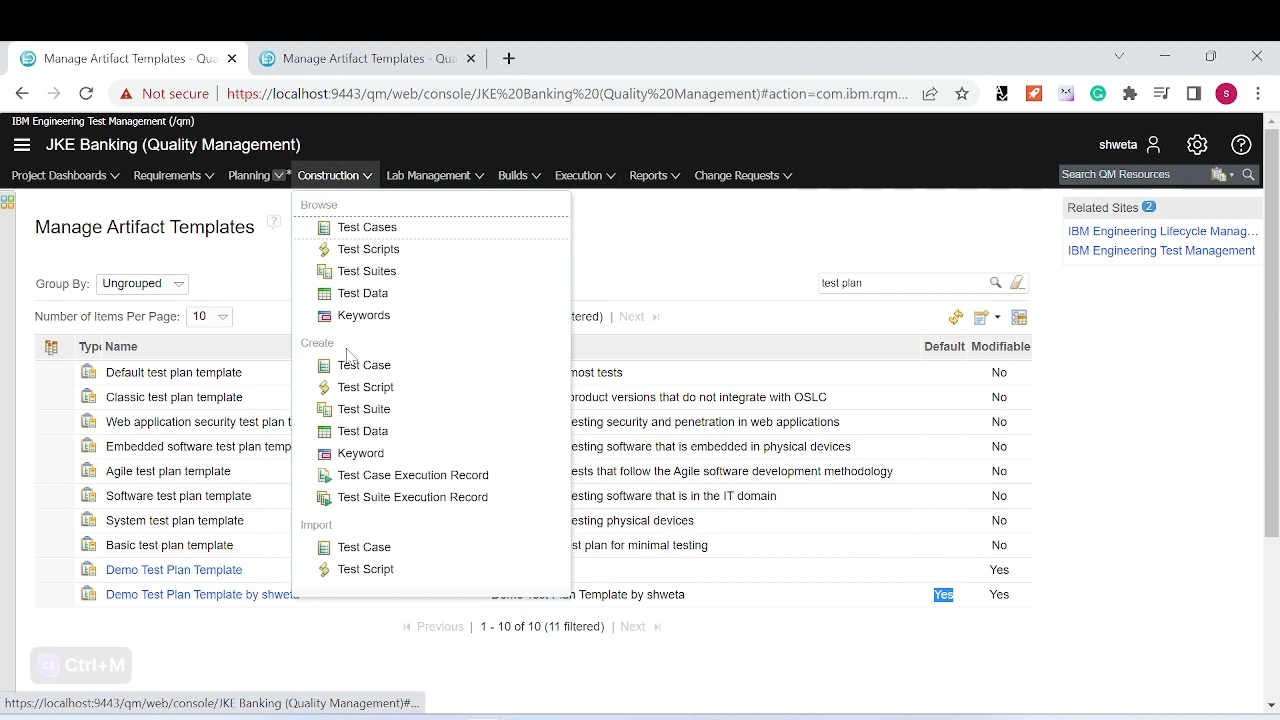 Manage Artifact Templates - Qua
Manage Artifact Templates - Qua
Not secure
https://localhost:9443/qm/web/console/JKE%20Banking%20(Quality%20Management)#action=com.ibm.rqm...
S
IBM Engineering Test Management (/qm)
JKE Banking (Quality Management)
shweta
Project Dashboards
Requirements
Planning
*
Construction
Lab Management
Builds
Execution
Reports
Change Requests
Search QM Resources
Browse
Test Cases
Test Scripts
Test Suites
Test Data
Keywords
Create
Test Case
Test Script
Test Suite
Test Data
Keyword
Test Case Execution Record
Test Suite Execution Record
Import
Test Case
Test Script
Related Sites 2
IBM Engineering Lifecycle Manag...
IBM Engineering Test Management
Manage Artifact Templates ?
Group By: Ungrouped
test plan
Number of Items Per Page: 10
tered) | Next
Type Name Default Modifiable
Default test plan template most tests No
Classic test plan template product versions that do not integrate with OSLC No
Web application security test plan t esting security and penetration in web applications No
Embedded software test plan temp esting software that is embedded in physical devices No
Agile test plan template ests that follow the Agile software development methodology No
Software test plan template esting software that is in the IT domain No
System test plan template esting physical devices No
Basic test plan template st plan for minimal testing No
Demo Test Plan Template Yes
Demo Test Plan Template by shweta Demo Test Plan Template by shweta Yes Yes
Previous | 1 - 10 of 10 (11 filtered) | Next
CS Ctrl+M
https://localhost:9443/qm/web/console/JKE Banking (Quality Management)#...